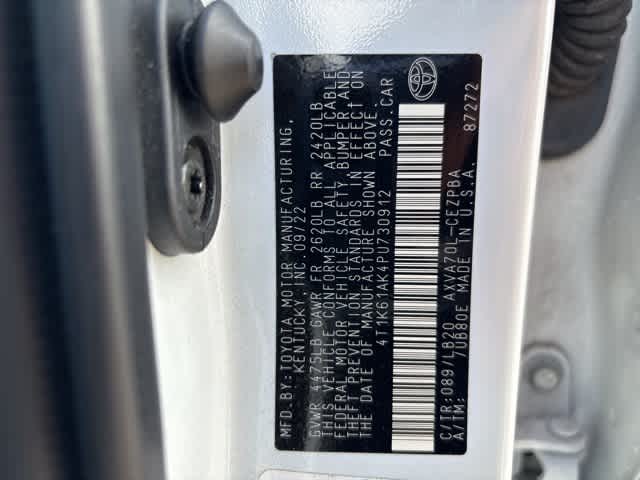 MFD.BY:TOYOTA MOTOR MANUFACTURING,
KENTUCKY,INC.09/22
GVWR 4475LB GAWR FR 2620LB RR 2420LB
THIS VEHICLE CONFORMS TO ALL APPLICABLE
FEDERAL MOTOR VEHICLE SAFETY, BUMPER, AND
THEFT PREVENTION STANDARDS IN EFFECT ON
THE DATE OF MANUFACTURE SHOWN ABOVE.
4T1K61AK4PU730912 PASS.CAR
C/TR:089/LB20 AXVA70L-CEZPBA
A/TM: /UB80E MADE IN U.S.A. 87272